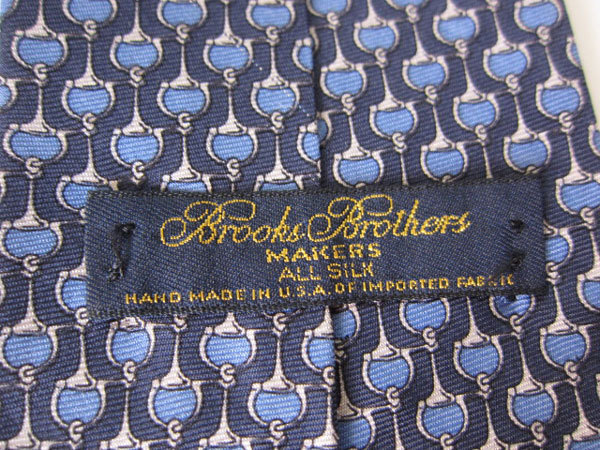 Brooks Brothers
MAKERS
ALL SILK
HAND MADE IN U.S.A. OF IMPORTED FABRIC